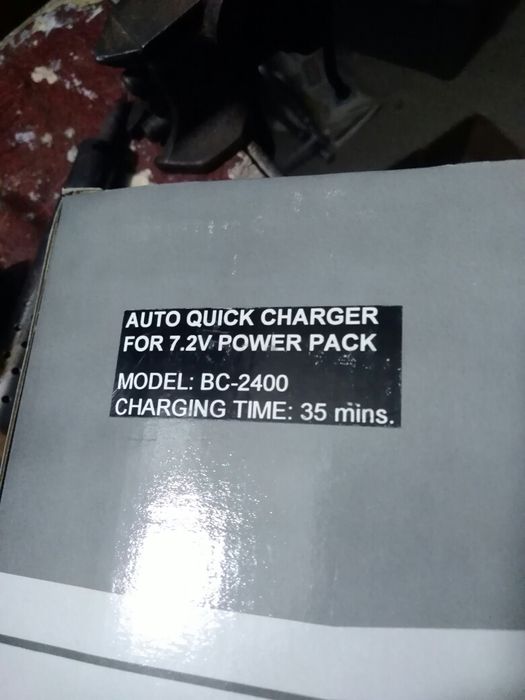 AUTO QUICK CHARGER
FOR 7.2V POWER PACK
MODEL: BC-2400
CHARGING TIME: 35 mins.